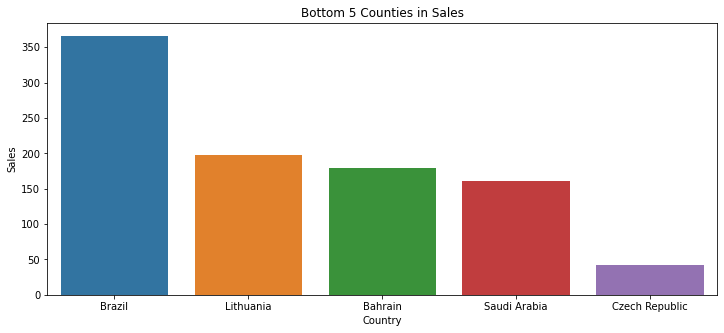 Bottom 5 Counties in Sales
350
300
250
200
150
100
50
0
Sales
Brazil Lithuania Bahrain Saudi Arabia Czech Republic
Country